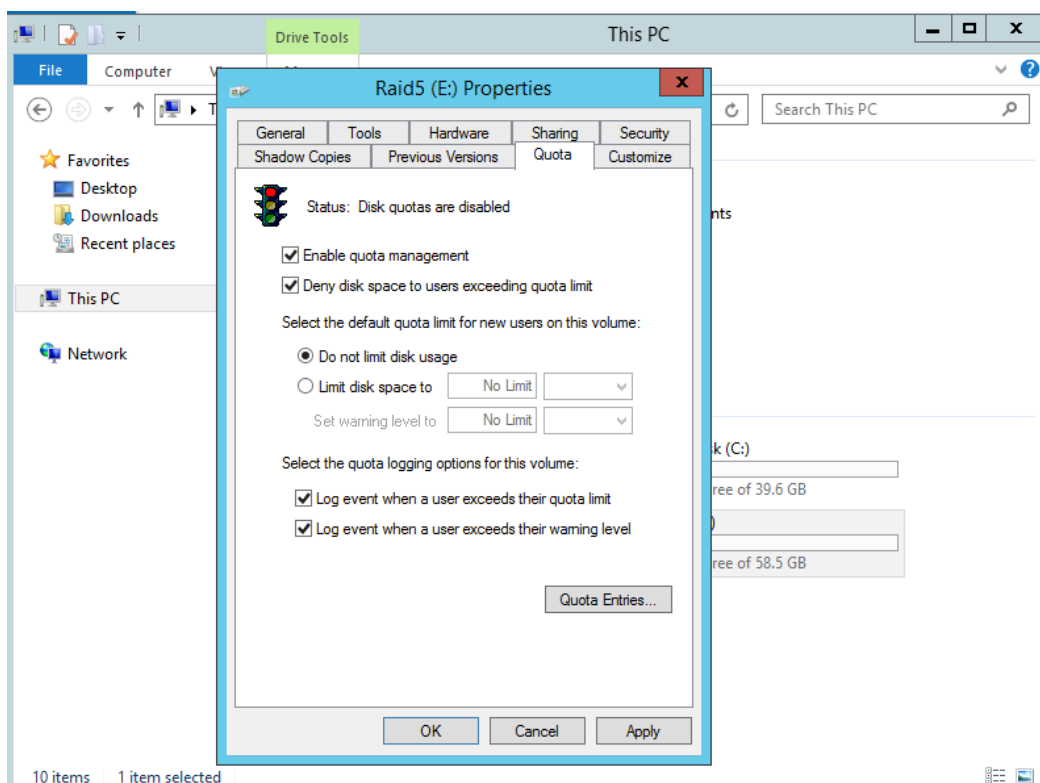 Drive Tools
This PC
File
Computer
Raid5 (E:) Properties
Search This PC
General
Tools
Hardware
Sharing
Security
Shadow Copies
Previous Versions
Quota
Customize
Favorites
Desktop
Downloads
Recent places
This PC
Network
Status: Disk quotas are disabled
Enable quota management
Deny disk space to users exceeding quota limit
Select the default quota limit for new users on this volume:
Do not limit disk usage
Limit disk space to
No Limit
Set warning level to
No Limit
Select the quota logging options for this volume:
Log event when a user exceeds their quota limit
Log event when a user exceeds their warning level
Quota Entries...
OK
Cancel
Apply
nts
sk (C:)
ree of 39.6 GB
)
ree of 58.5 GB
10 items
1 item selected